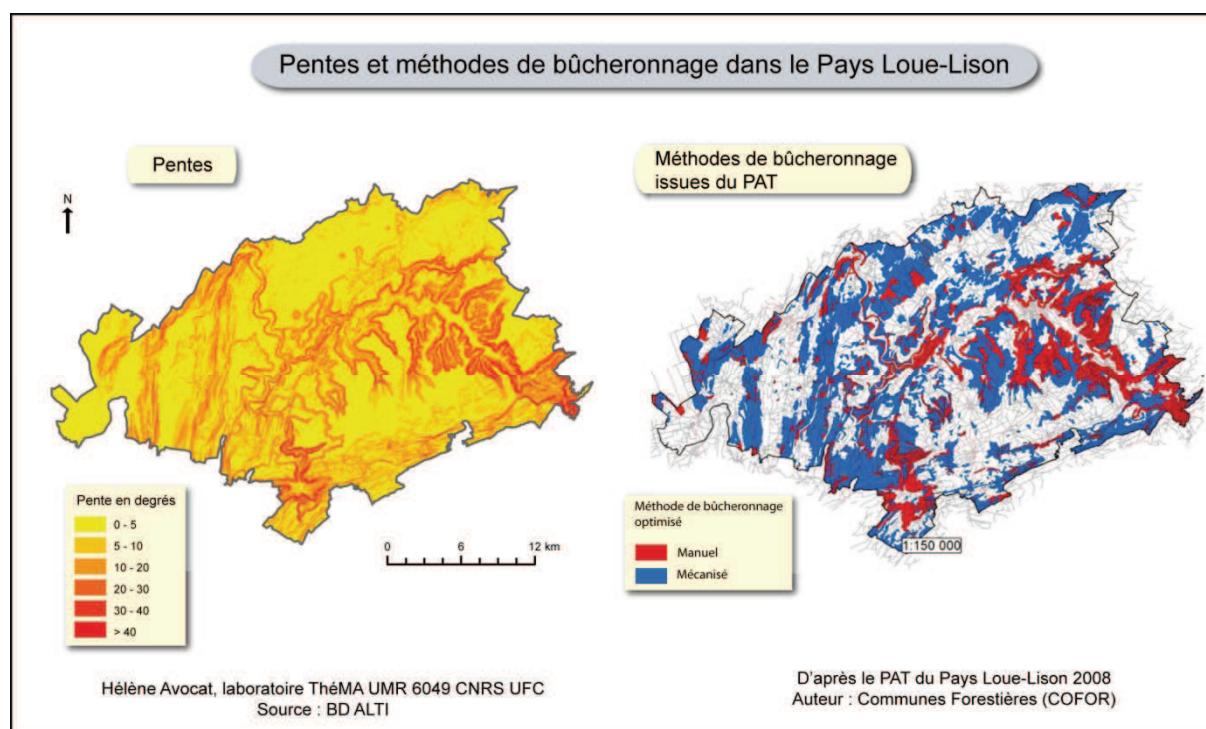 Pentes et méthodes de bûcheronnage dans le Pays Loue-Lison
Pentes
N
Pente en degrés
0 - 5
5 - 10
10 - 20
20 - 30
30 - 40
> 40
0 6 12 km
Hélène Avocat, laboratoire ThéMA UMR 6049 CNRS UFC
Source : BD ALTI
Méthodes de bûcheronnage
issues du PAT
Méthode de bûcheronnage
optimisé
Manuel
Mécanisé
1:150 000
D'après le PAT du Pays Loue-Lison 2008
Auteur : Communes Forestières (COFOR)